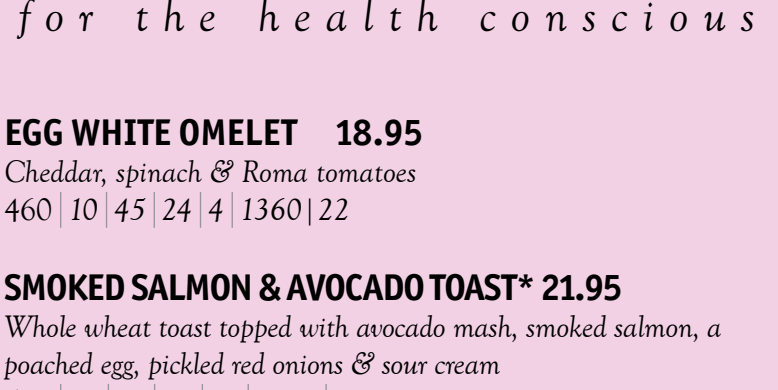 for the health conscious
EGG WHITE OMELET 18.95
Cheddar, spinach & Roma tomatoes
460 | 10 | 45 | 24 | 4 | 1360 | 22
SMOKED SALMON & AVOCADO TOAST* 21.95
Whole wheat toast topped with avocado mash, smoked salmon, a
poached egg, pickled red onions & sour cream